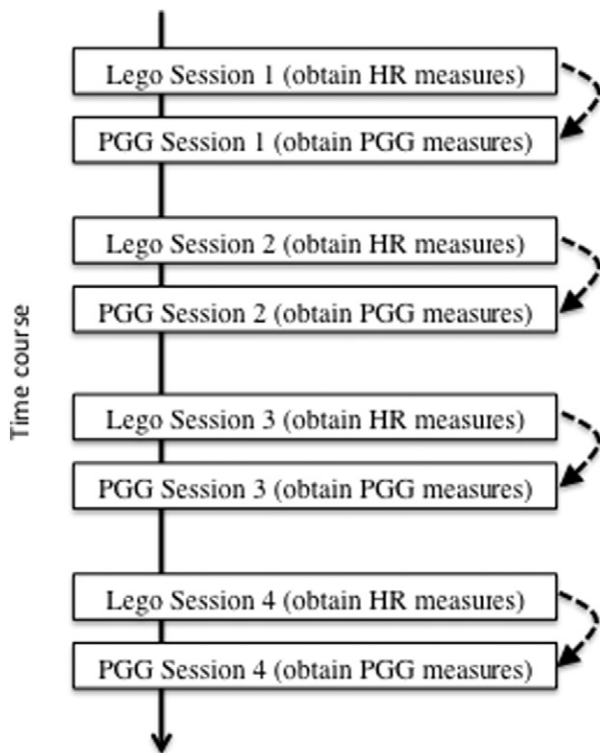 Lego Session 1 (obtain HR measures)
PGG Session 1 (obtain PGG measures)
Lego Session 2 (obtain HR measures)
PGG Session 2 (obtain PGG measures)
Time course
Lego Session 3 (obtain HR measures)
PGG Session 3 (obtain PGG measures)
Lego Session 4 (obtain HR measures)
PGG Session 4 (obtain PGG measures)